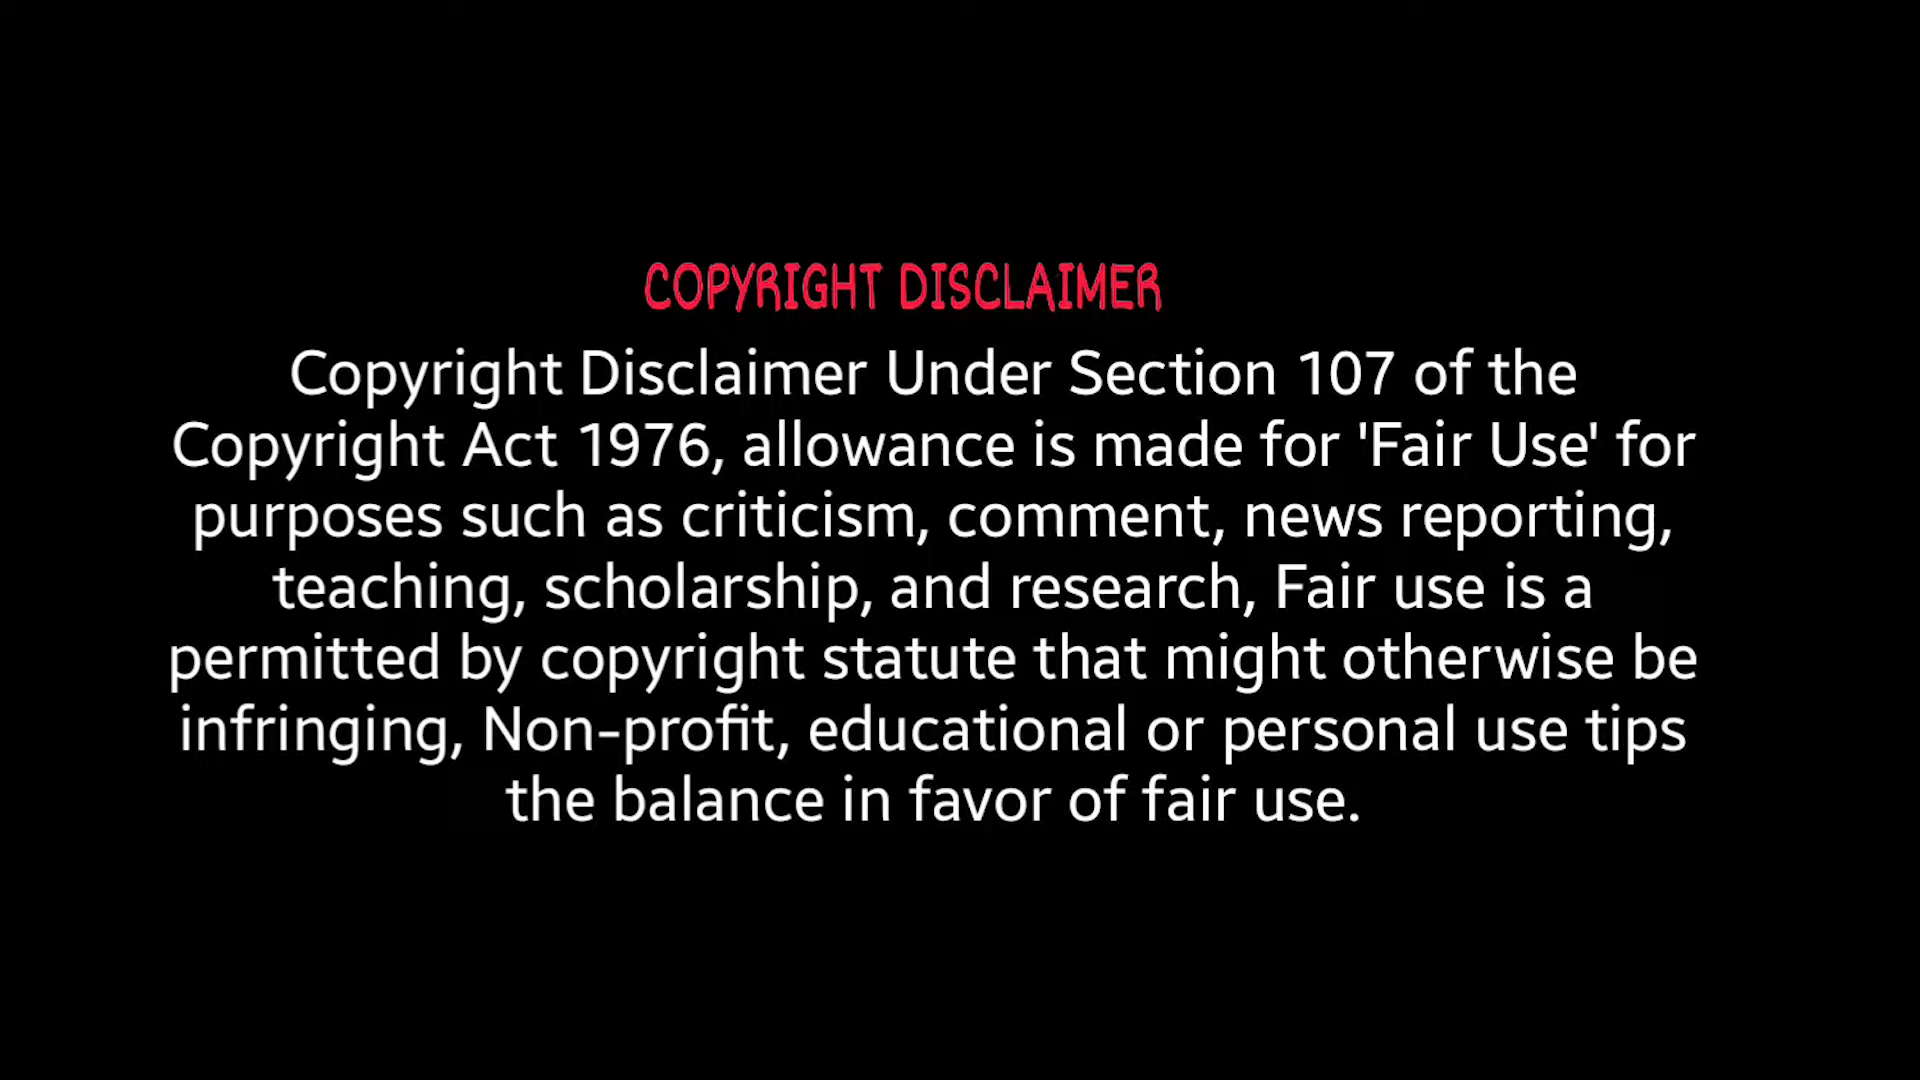 COPYRIGHT DISCLAIMER
Copyright Disclaimer Under Section 107 of the
Copyright Act 1976, allowance is made for 'Fair Use' for
purposes such as criticism, comment, news reporting,
teaching, scholarship, and research, Fair use is a
permitted by copyright statute that might otherwise be
infringing, Non-profit, educational or personal use tips
the balance in favor of fair use.